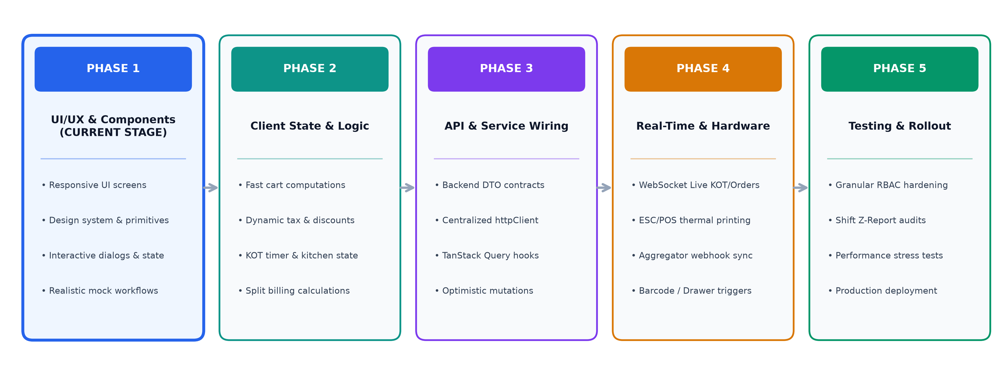 PHASE 1
UI/UX & Components
(CURRENT STAGE)
• Responsive UI screens
• Design system & primitives
• Interactive dialogs & state
• Realistic mock workflows
PHASE 2
Client State & Logic
• Fast cart computations
• Dynamic tax & discounts
• KOT timer & kitchen state
• Split billing calculations
PHASE 3
API & Service Wiring
• Backend DTO contracts
• Centralized httpClient
• TanStack Query hooks
• Optimistic mutations
PHASE 4
Real-Time & Hardware
• WebSocket Live KOT/Orders
• ESC/POS thermal printing
• Aggregator webhook sync
• Barcode / Drawer triggers
PHASE 5
Testing & Rollout
• Granular RBAC hardening
• Shift Z-Report audits
• Performance stress tests
• Production deployment